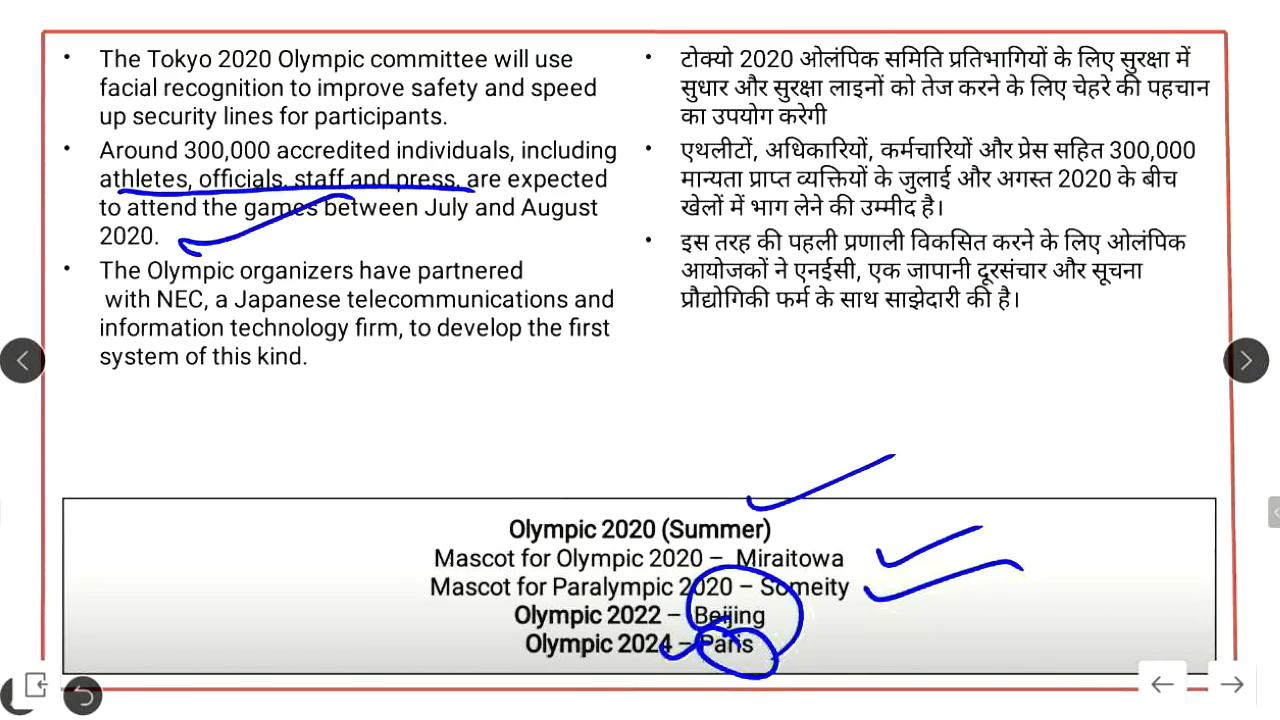 • The Tokyo 2020 Olympic committee will use
facial recognition to improve safety and speed
up security lines for participants.
• Around 300,000 accredited individuals, including
athletes, officials, staff and press, are expected
to attend the games between July and August
2020.
• The Olympic organizers have partnered
with NEC, a Japanese telecommunications and
information technology firm, to develop the first
system of this kind.
• टोक्यो 2020 ओलंपिक समिति प्रतिभागियों के लिए सुरक्षा में
सुधार और सुरक्षा लाइनों को तेज करने के लिए चेहरे की पहचान
का उपयोग करेगी
• एथलीटों, अधिकारियों, कर्मचारियों और प्रेस सहित 300,000
मान्यता प्राप्त व्यक्तियों के जुलाई और अगस्त 2020 के बीच
खेलों में भाग लेने की उम्मीद है।
• इस तरह की पहली प्रणाली विकसित करने के लिए ओलंपिक
आयोजकों ने एनईसी, एक जापानी दूरसंचार और सूचना
प्रौद्योगिकी फर्म के साथ साझेदारी की है।
Olympic 2020 (Summer)
Mascot for Olympic 2020 – Miraitowa
Mascot for Paralympic 2020 – Someity
Olympic 2022 – Beijing
Olympic 2024 – Paris